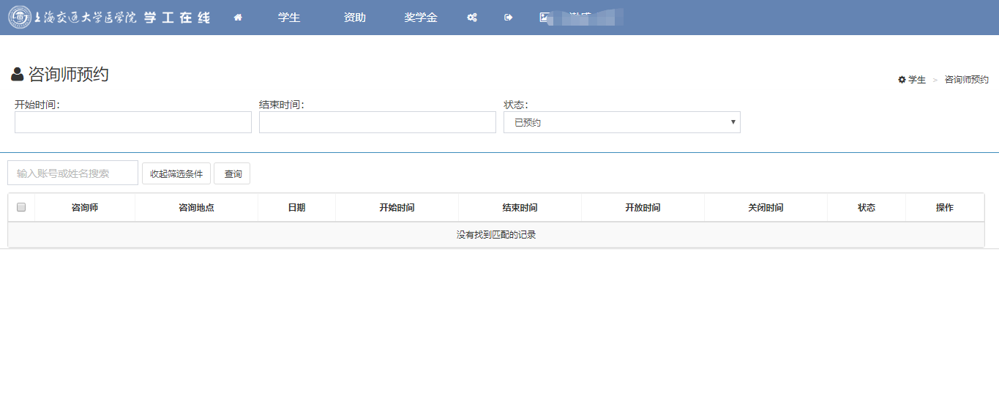 上海交通大学医学院 学工在线 学生 资助 奖学金
咨询师预约
学生 > 咨询师预约
开始时间: 结束时间: 状态:
已预约
输入账号或姓名搜索 收起筛选条件 查询
咨询师 咨询地点 日期 开始时间 结束时间 开放时间 关闭时间 状态 操作
没有找到匹配的记录